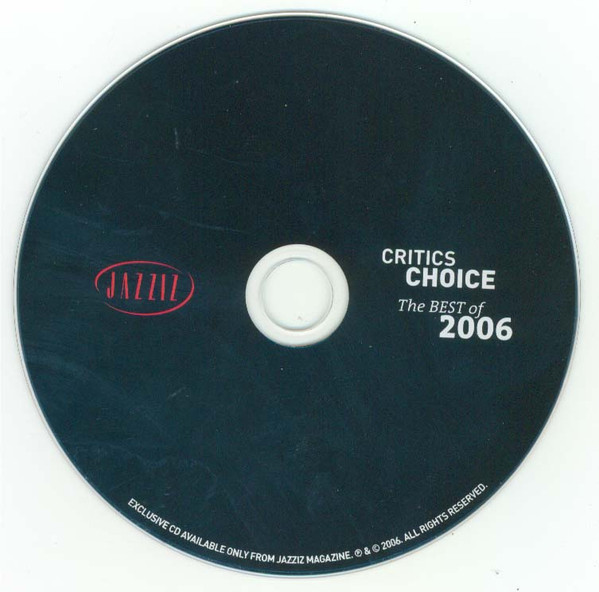 JAZZIZ
CRITICS
CHOICE
The BEST of
2006
EXCLUSIVE CD AVAILABLE ONLY FROM JAZZIZ MAGAZINE. ℗ & © 2006. ALL RIGHTS RESERVED.